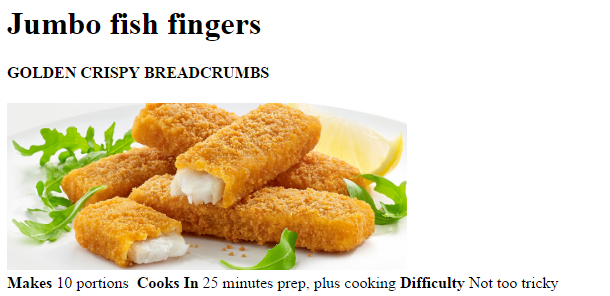 Jumbo fish fingers
GOLDEN CRISPY BREADCRUMBS
Makes 10 portions  Cooks In 25 minutes prep, plus cooking Difficulty Not too tricky